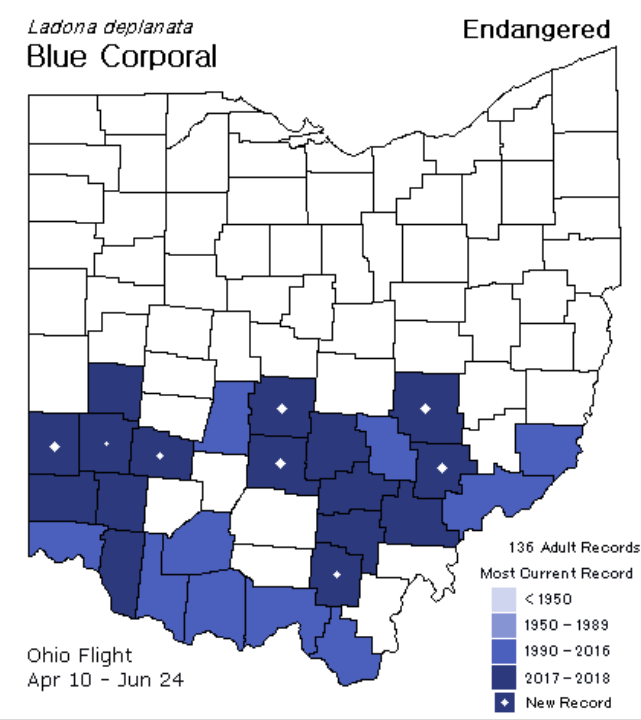 Ladona deplanata
Blue Corporal
Endangered
136 Adult Records
Most Current Record
< 1950
1950 - 1989
1990 - 2016
2017 - 2018
New Record
Ohio Flight
Apr 10 - Jun 24